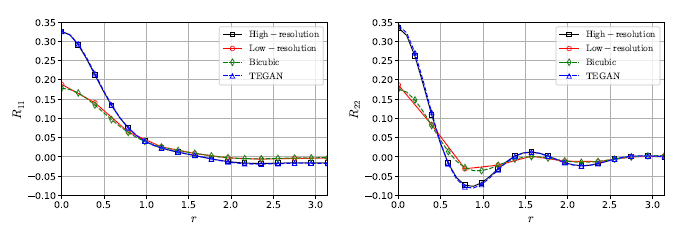 0.35
0.30
0.25
0.20
0.15
0.10
0.05
0.00
−0.05
−0.10
R11
0.0 0.5 1.0 1.5 2.0 2.5 3.0
r
High − resolution
Low − resolution
Bicubic
TEGAN
0.35
0.30
0.25
0.20
0.15
0.10
0.05
0.00
−0.05
−0.10
R22
0.0 0.5 1.0 1.5 2.0 2.5 3.0
r
High − resolution
Low − resolution
Bicubic
TEGAN